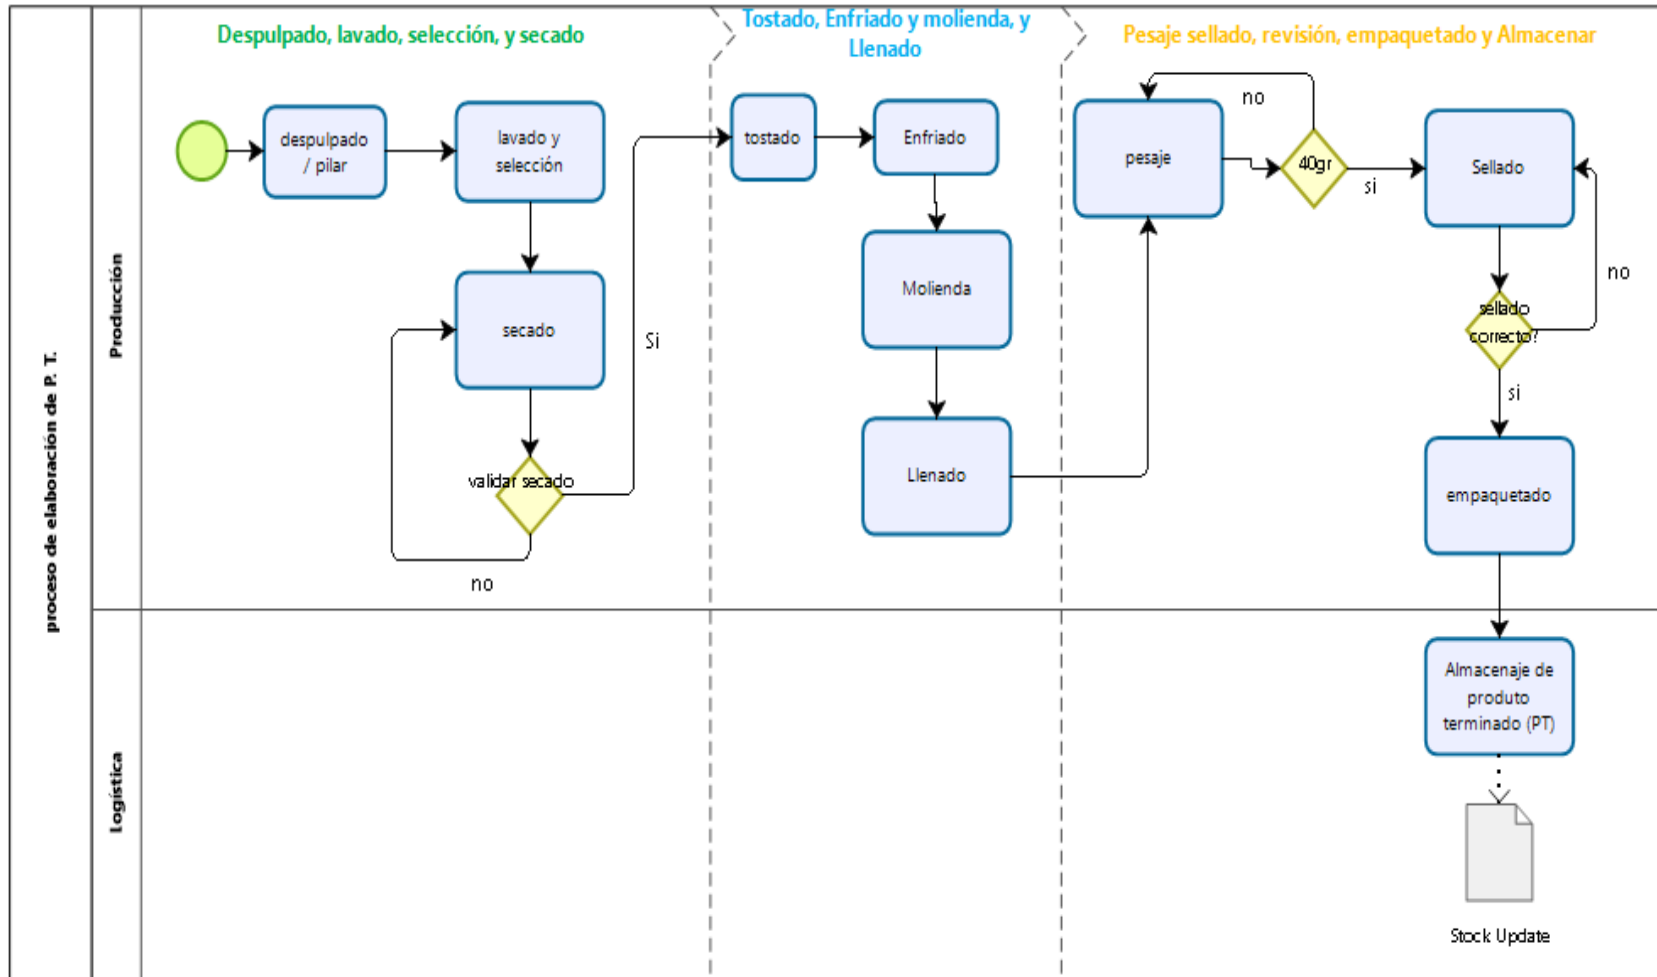 proceso de elaboración de P. T.
Producción
Logística
Despulpado, lavado, selección, y secado
Tostado, Enfriado y molienda, y
Llenado
Pesaje sellado, revisión, empaquetado y Almacenar
despulpado
/ pilar
lavado y
selección
secado
validar secado
no
Si
tostado
Enfriado
Molienda
Llenado
pesaje
no
40gr
si
Sellado
sellado
correcto?
no
si
empaquetado
Almacenaje de
produto
terminado (PT)
Stock Update